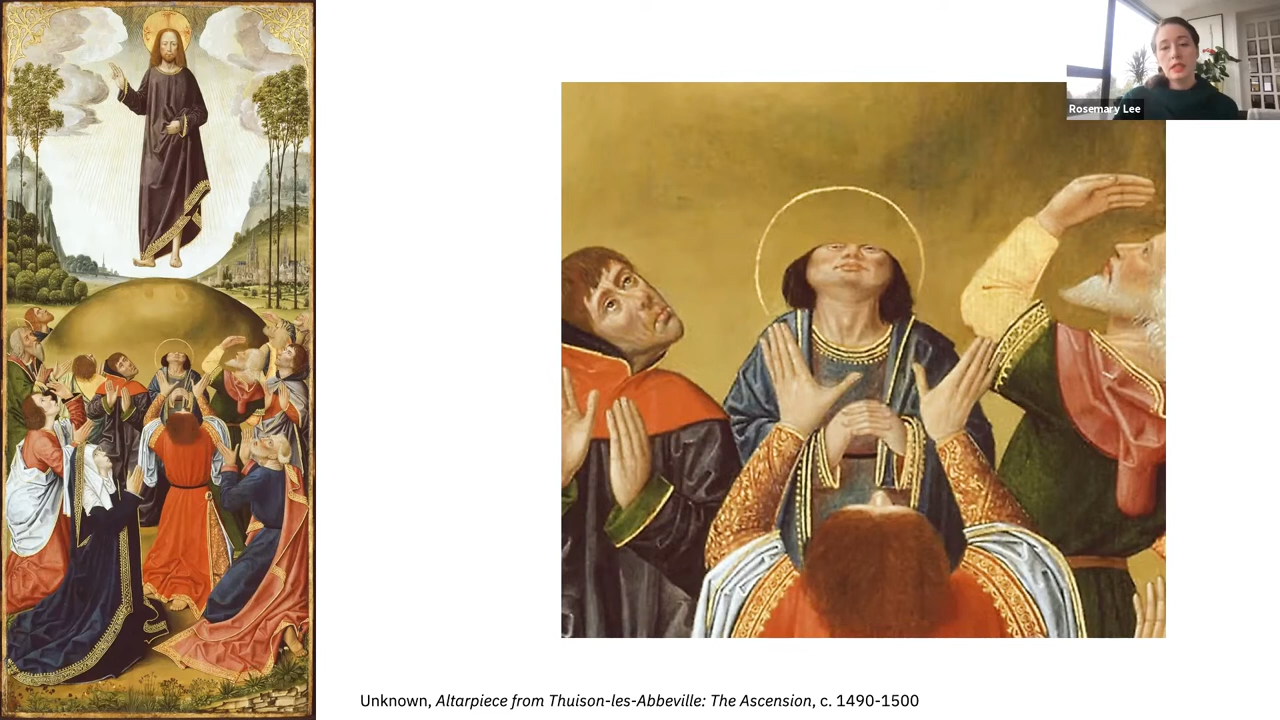 Rosemary Lee
Unknown, Altarpiece from Thuison-les-Abbeville: The Ascension, c. 1490-1500